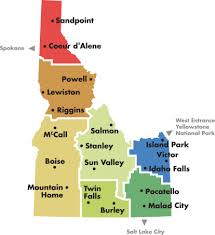 Sandpoint
Spokane
Coeur d'Alene
Powell
Lewiston
Riggins
West Entrance
Yellowstone
National Park
McCall
Salmon
Stanley
Island Park
Victor
Boise
Sun Valley
Idaho Falls
Mountain
Home
Twin
Falls
Pocatello
Burley
Malad City
Salt Lake City